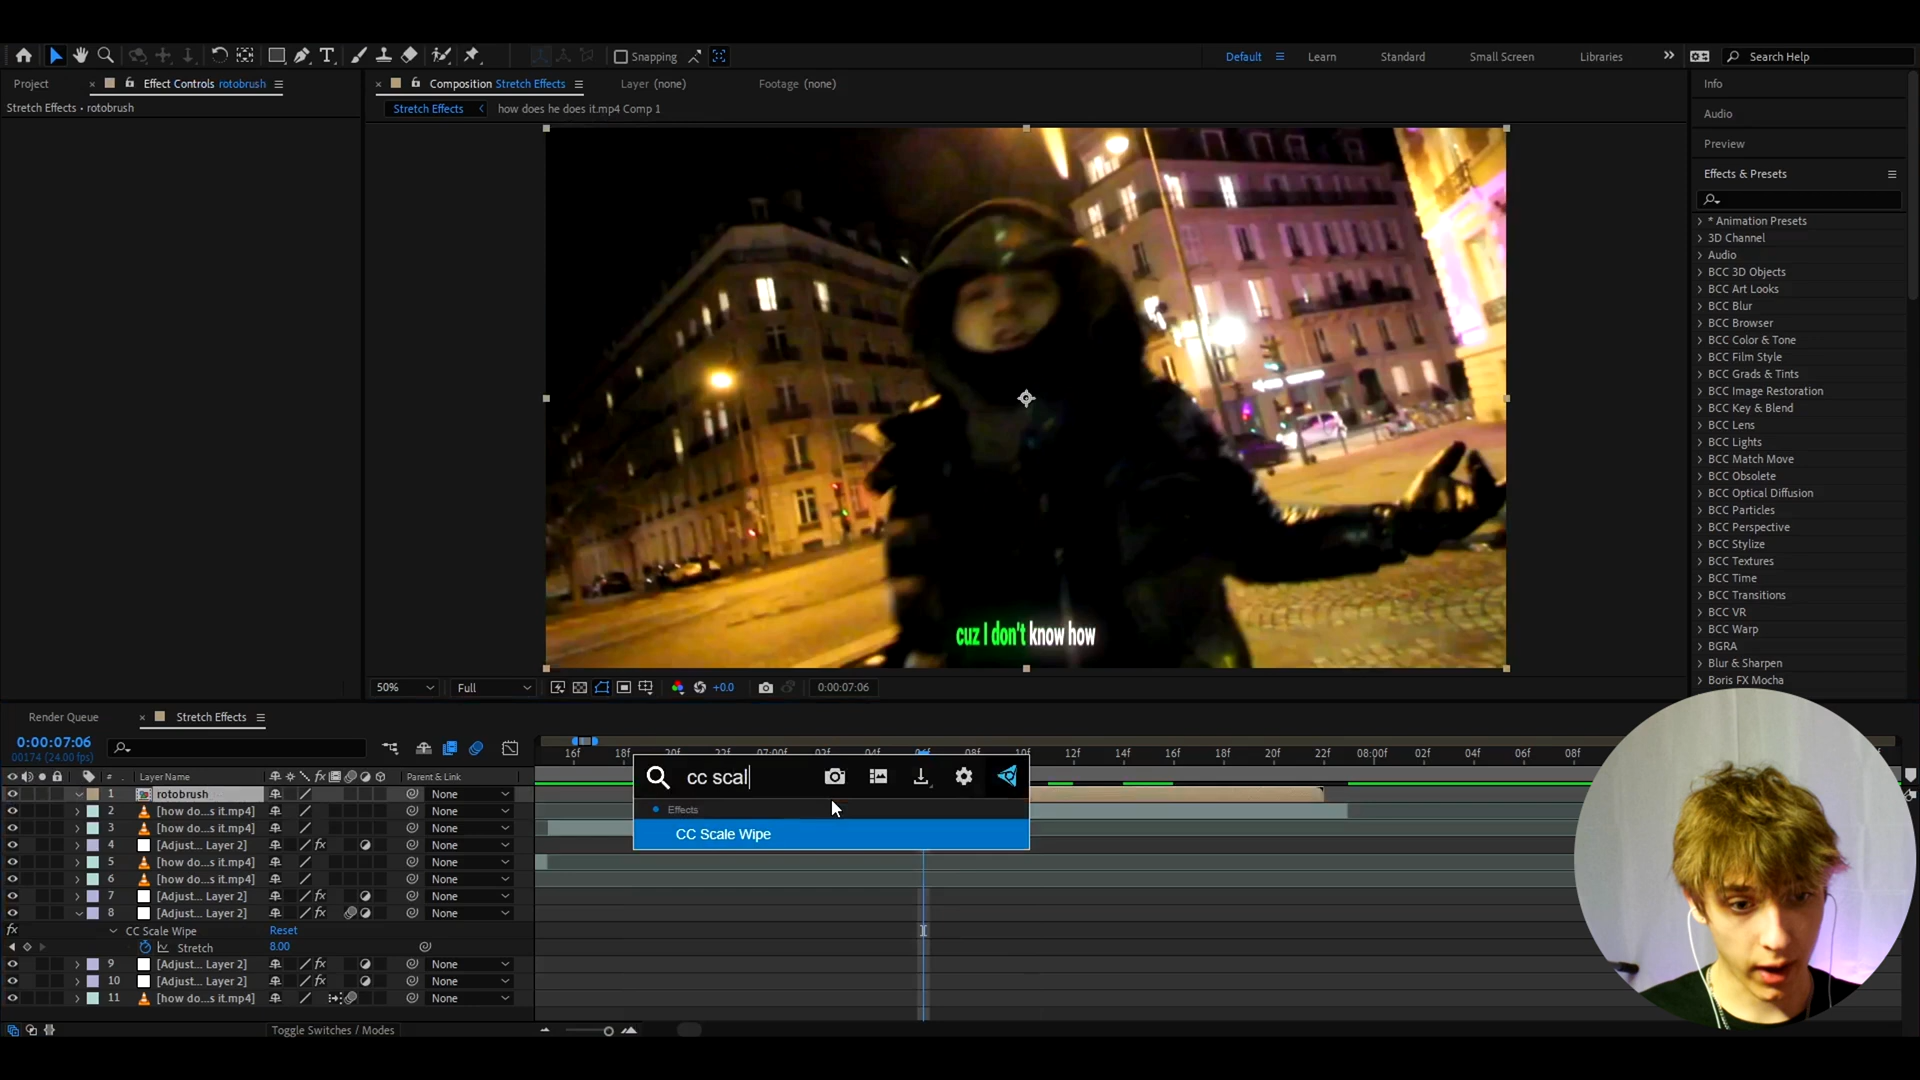 Snapping
Default
Learn
Standard
Small Screen
Libraries
Search Help
Project
Effect Controls rotobrush
Composition Stretch Effects
Layer (none)
Footage (none)
Stretch Effects • rotobrush
Stretch Effects
how does he does it.mp4 Comp 1
Info
Audio
Preview
Effects & Presets
* Animation Presets
3D Channel
Audio
BCC 3D Objects
BCC Art Looks
BCC Blur
BCC Browser
BCC Color & Tone
BCC Film Style
BCC Grads & Tints
BCC Image Restoration
BCC Key & Blend
BCC Lens
BCC Lights
BCC Match Move
BCC Obsolete
BCC Optical Diffusion
BCC Particles
BCC Perspective
BCC Stylize
BCC Textures
BCC Time
BCC Transitions
BCC VR
BCC Warp
BGRA
Blur & Sharpen
Boris FX Mocha
cuz I don't know how
50%
Full
+0.0
0:00:07:06
Render Queue
Stretch Effects
0:00:07:06
00174 (24.00 fps)
16f 18f 20f 22f 07:00f 02f 04f 06f 08f 10f 12f 14f 16f 18f 20f 22f 08:00f 02f 04f 06f 08f
# Layer Name Parent & Link
cc scal
Effects
CC Scale Wipe
1 rotobrush None
2 [how do...s it.mp4] None
3 [how do...s it.mp4] None
4 [Adjust... Layer 2] None
5 [how do...s it.mp4] None
6 [how do...s it.mp4] None
7 [Adjust... Layer 2] None
8 [Adjust... Layer 2] None
fx CC Scale Wipe Reset
Stretch 8.00
9 [Adjust... Layer 2] None
10 [Adjust... Layer 2] None
11 [how do...s it.mp4] None
Toggle Switches / Modes